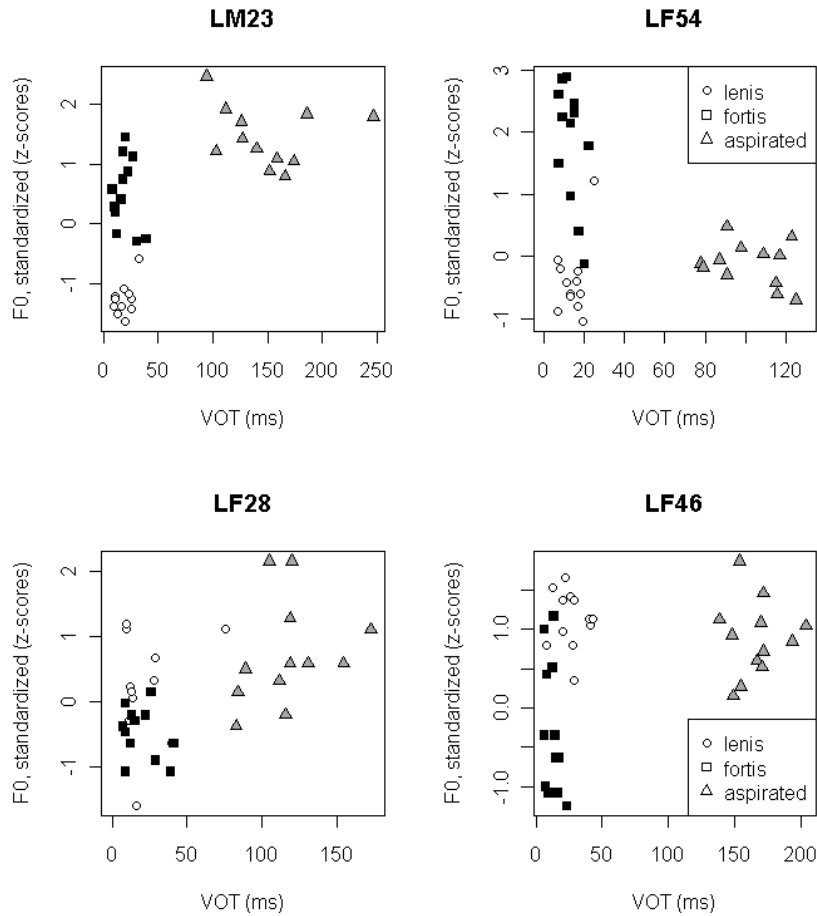 LM23
F0, standardized (z-scores)
2
1
0
-1
0 50 100 150 200 250
VOT (ms)
LF54
F0, standardized (z-scores)
3
2
1
0
-1
lenis
fortis
aspirated
0 20 40 60 80 100 120
VOT (ms)
LF28
F0, standardized (z-scores)
2
1
0
-1
0 50 100 150
VOT (ms)
LF46
F0, standardized (z-scores)
1.0
0.0
-1.0
lenis
fortis
aspirated
0 50 100 150 200
VOT (ms)